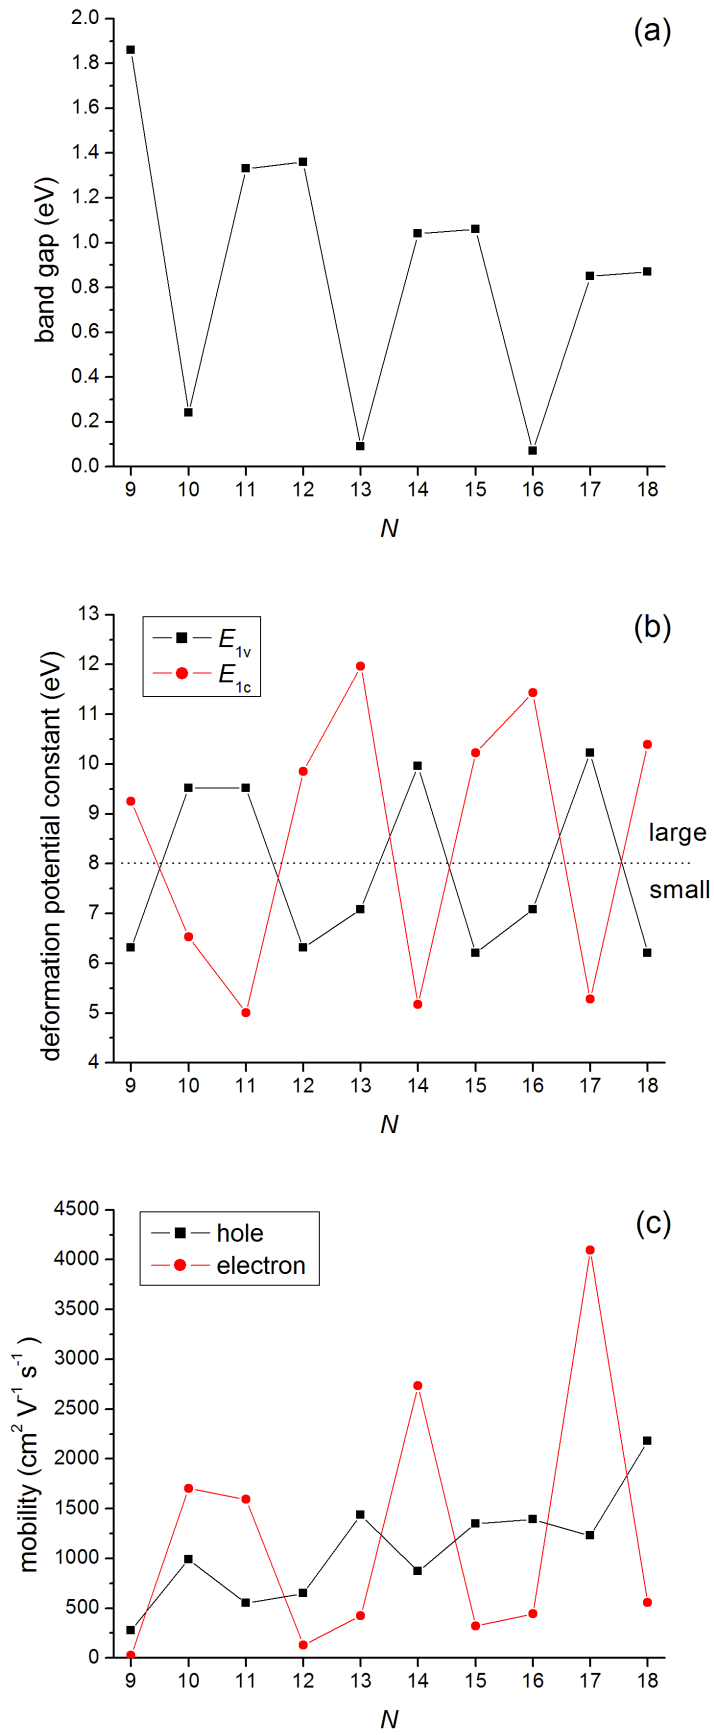 (a)
band gap (eV)
2.0
1.8
1.6
1.4
1.2
1.0
0.8
0.6
0.4
0.2
0.0
9 10 11 12 13 14 15 16 17 18
N
(b)
E1v
E1c
deformation potential constant (eV)
13
12
11
10
9
8
7
6
5
4
large
small
9 10 11 12 13 14 15 16 17 18
N
(c)
hole
electron
mobility (cm² V⁻¹ s⁻¹ )
4500
4000
3500
3000
2500
2000
1500
1000
500
0
9 10 11 12 13 14 15 16 17 18
N